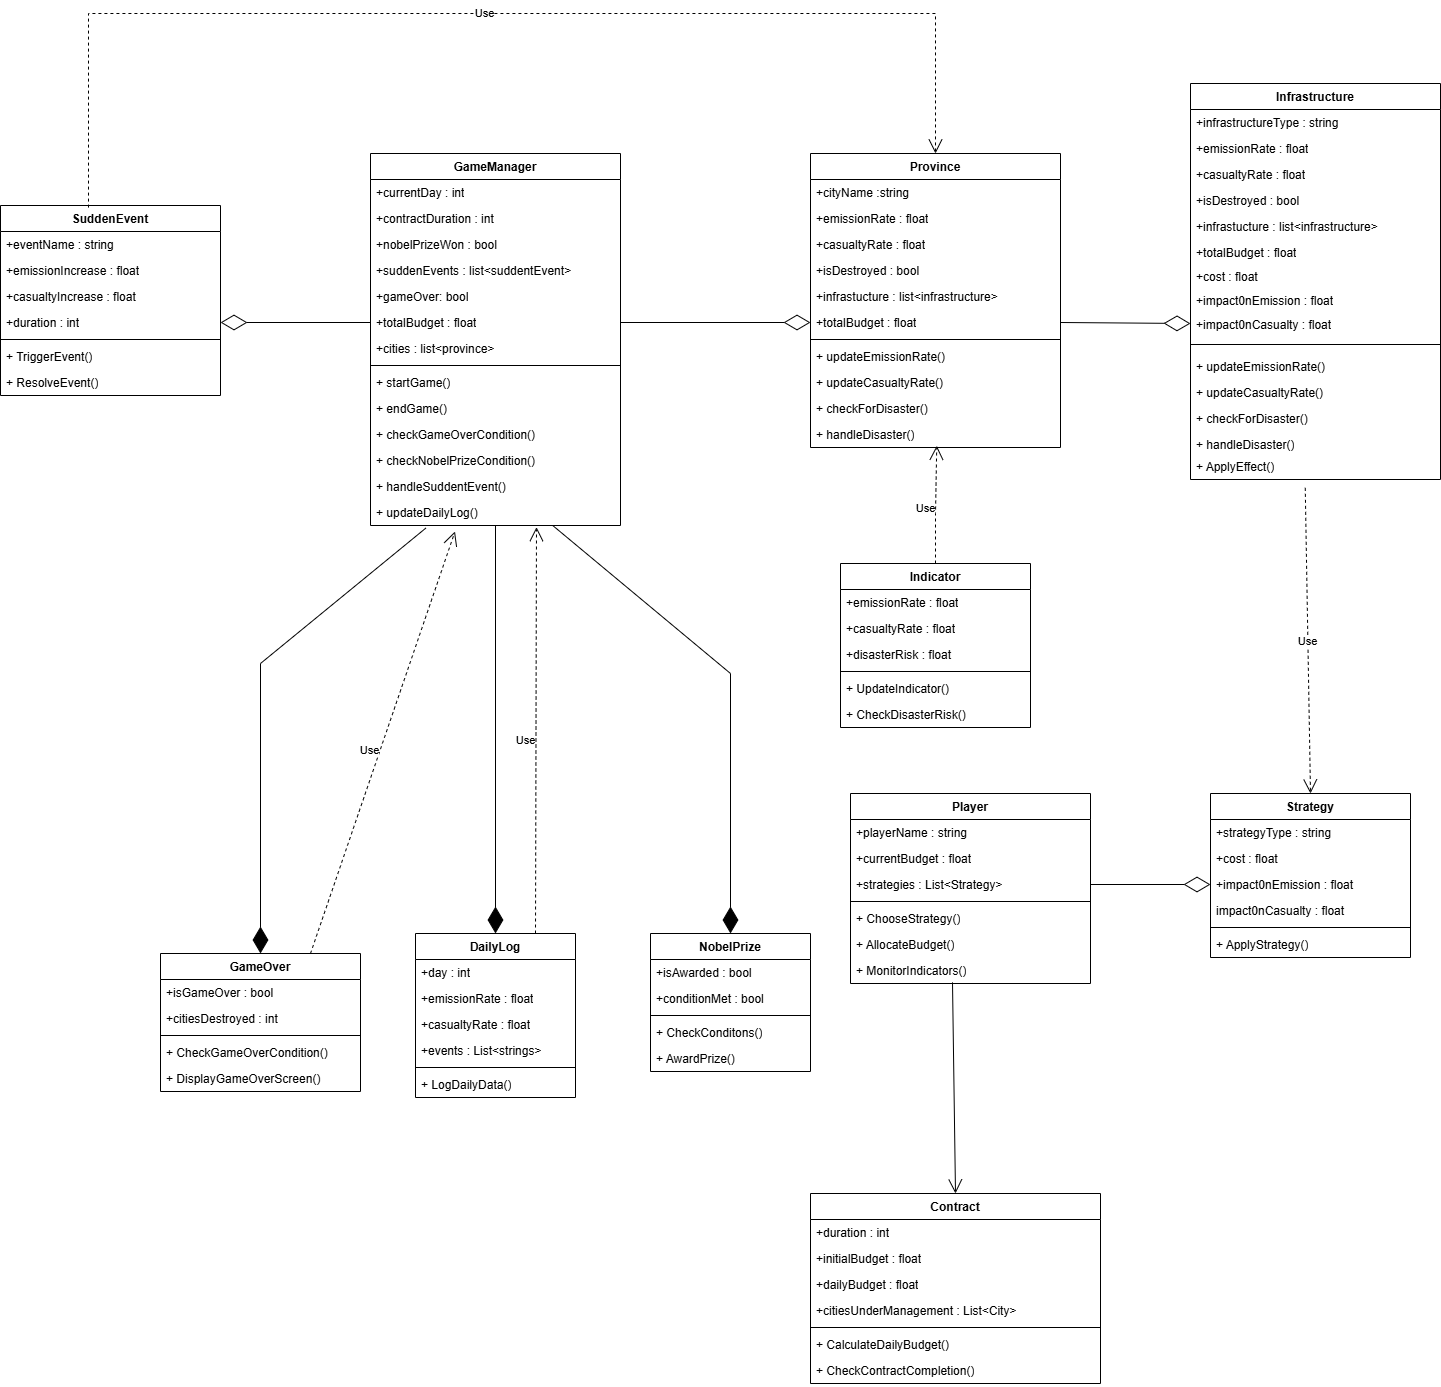 Use
SuddenEvent
+eventName : string
+emissionIncrease : float
+casualtyIncrease : float
+duration : int
+ TriggerEvent()
+ ResolveEvent()
GameManager
+currentDay : int
+contractDuration : int
+nobelPrizeWon : bool
+suddenEvents : list<suddentEvent>
+gameOver: bool
+totalBudget : float
+cities : list<province>
+ startGame()
+ endGame()
+ checkGameOverCondition()
+ checkNobelPrizeCondition()
+ handleSuddentEvent()
+ updateDailyLog()
Province
+cityName :string
+emissionRate : float
+casualtyRate : float
+isDestroyed : bool
+infrastucture : list<infrastructure>
+totalBudget : float
+ updateEmissionRate()
+ updateCasualtyRate()
+ checkForDisaster()
+ handleDisaster()
Infrastructure
+infrastructureType : string
+emissionRate : float
+casualtyRate : float
+isDestroyed : bool
+infrastucture : list<infrastructure>
+totalBudget : float
+cost : float
+impact0nEmission : float
+impact0nCasualty : float
+ updateEmissionRate()
+ updateCasualtyRate()
+ checkForDisaster()
+ handleDisaster()
+ ApplyEffect()
Use
Indicator
+emissionRate : float
+casualtyRate : float
+disasterRisk : float
+ UpdateIndicator()
+ CheckDisasterRisk()
Use
Use
Use
Player
+playerName : string
+currentBudget : float
+strategies : List<Strategy>
+ ChooseStrategy()
+ AllocateBudget()
+ MonitorIndicators()
Strategy
+strategyType : string
+cost : float
+impact0nEmission : float
impact0nCasualty : float
+ ApplyStrategy()
GameOver
+isGameOver : bool
+citiesDestroyed : int
+ CheckGameOverCondition()
+ DisplayGameOverScreen()
DailyLog
+day : int
+emissionRate : float
+casualtyRate : float
+events : List<strings>
+ LogDailyData()
NobelPrize
+isAwarded : bool
+conditionMet : bool
+ CheckConditons()
+ AwardPrize()
Contract
+duration : int
+initialBudget : float
+dailyBudget : float
+citiesUnderManagement : List<City>
+ CalculateDailyBudget()
+ CheckContractCompletion()